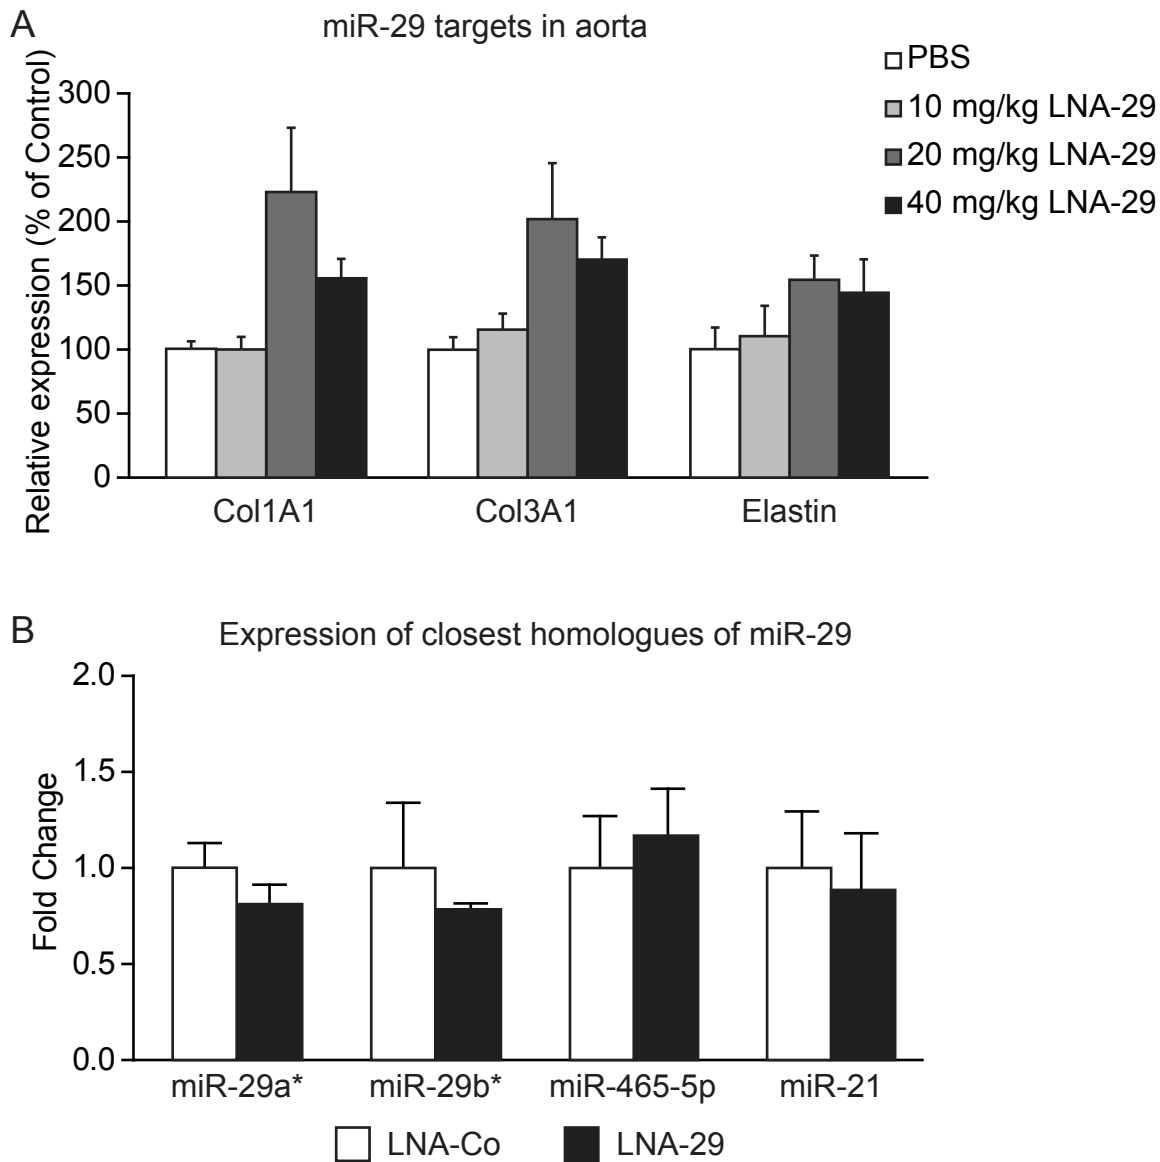 A
miR-29 targets in aorta
PBS
10 mg/kg LNA-29
20 mg/kg LNA-29
40 mg/kg LNA-29
Relative expression (% of Control)
300
250
200
150
100
50
0
Col1A1
Col3A1
Elastin
B
Expression of closest homologues of miR-29
Fold Change
2.0
1.5
1.0
0.5
0.0
miR-29a*
miR-29b*
miR-465-5p
miR-21
LNA-Co
LNA-29